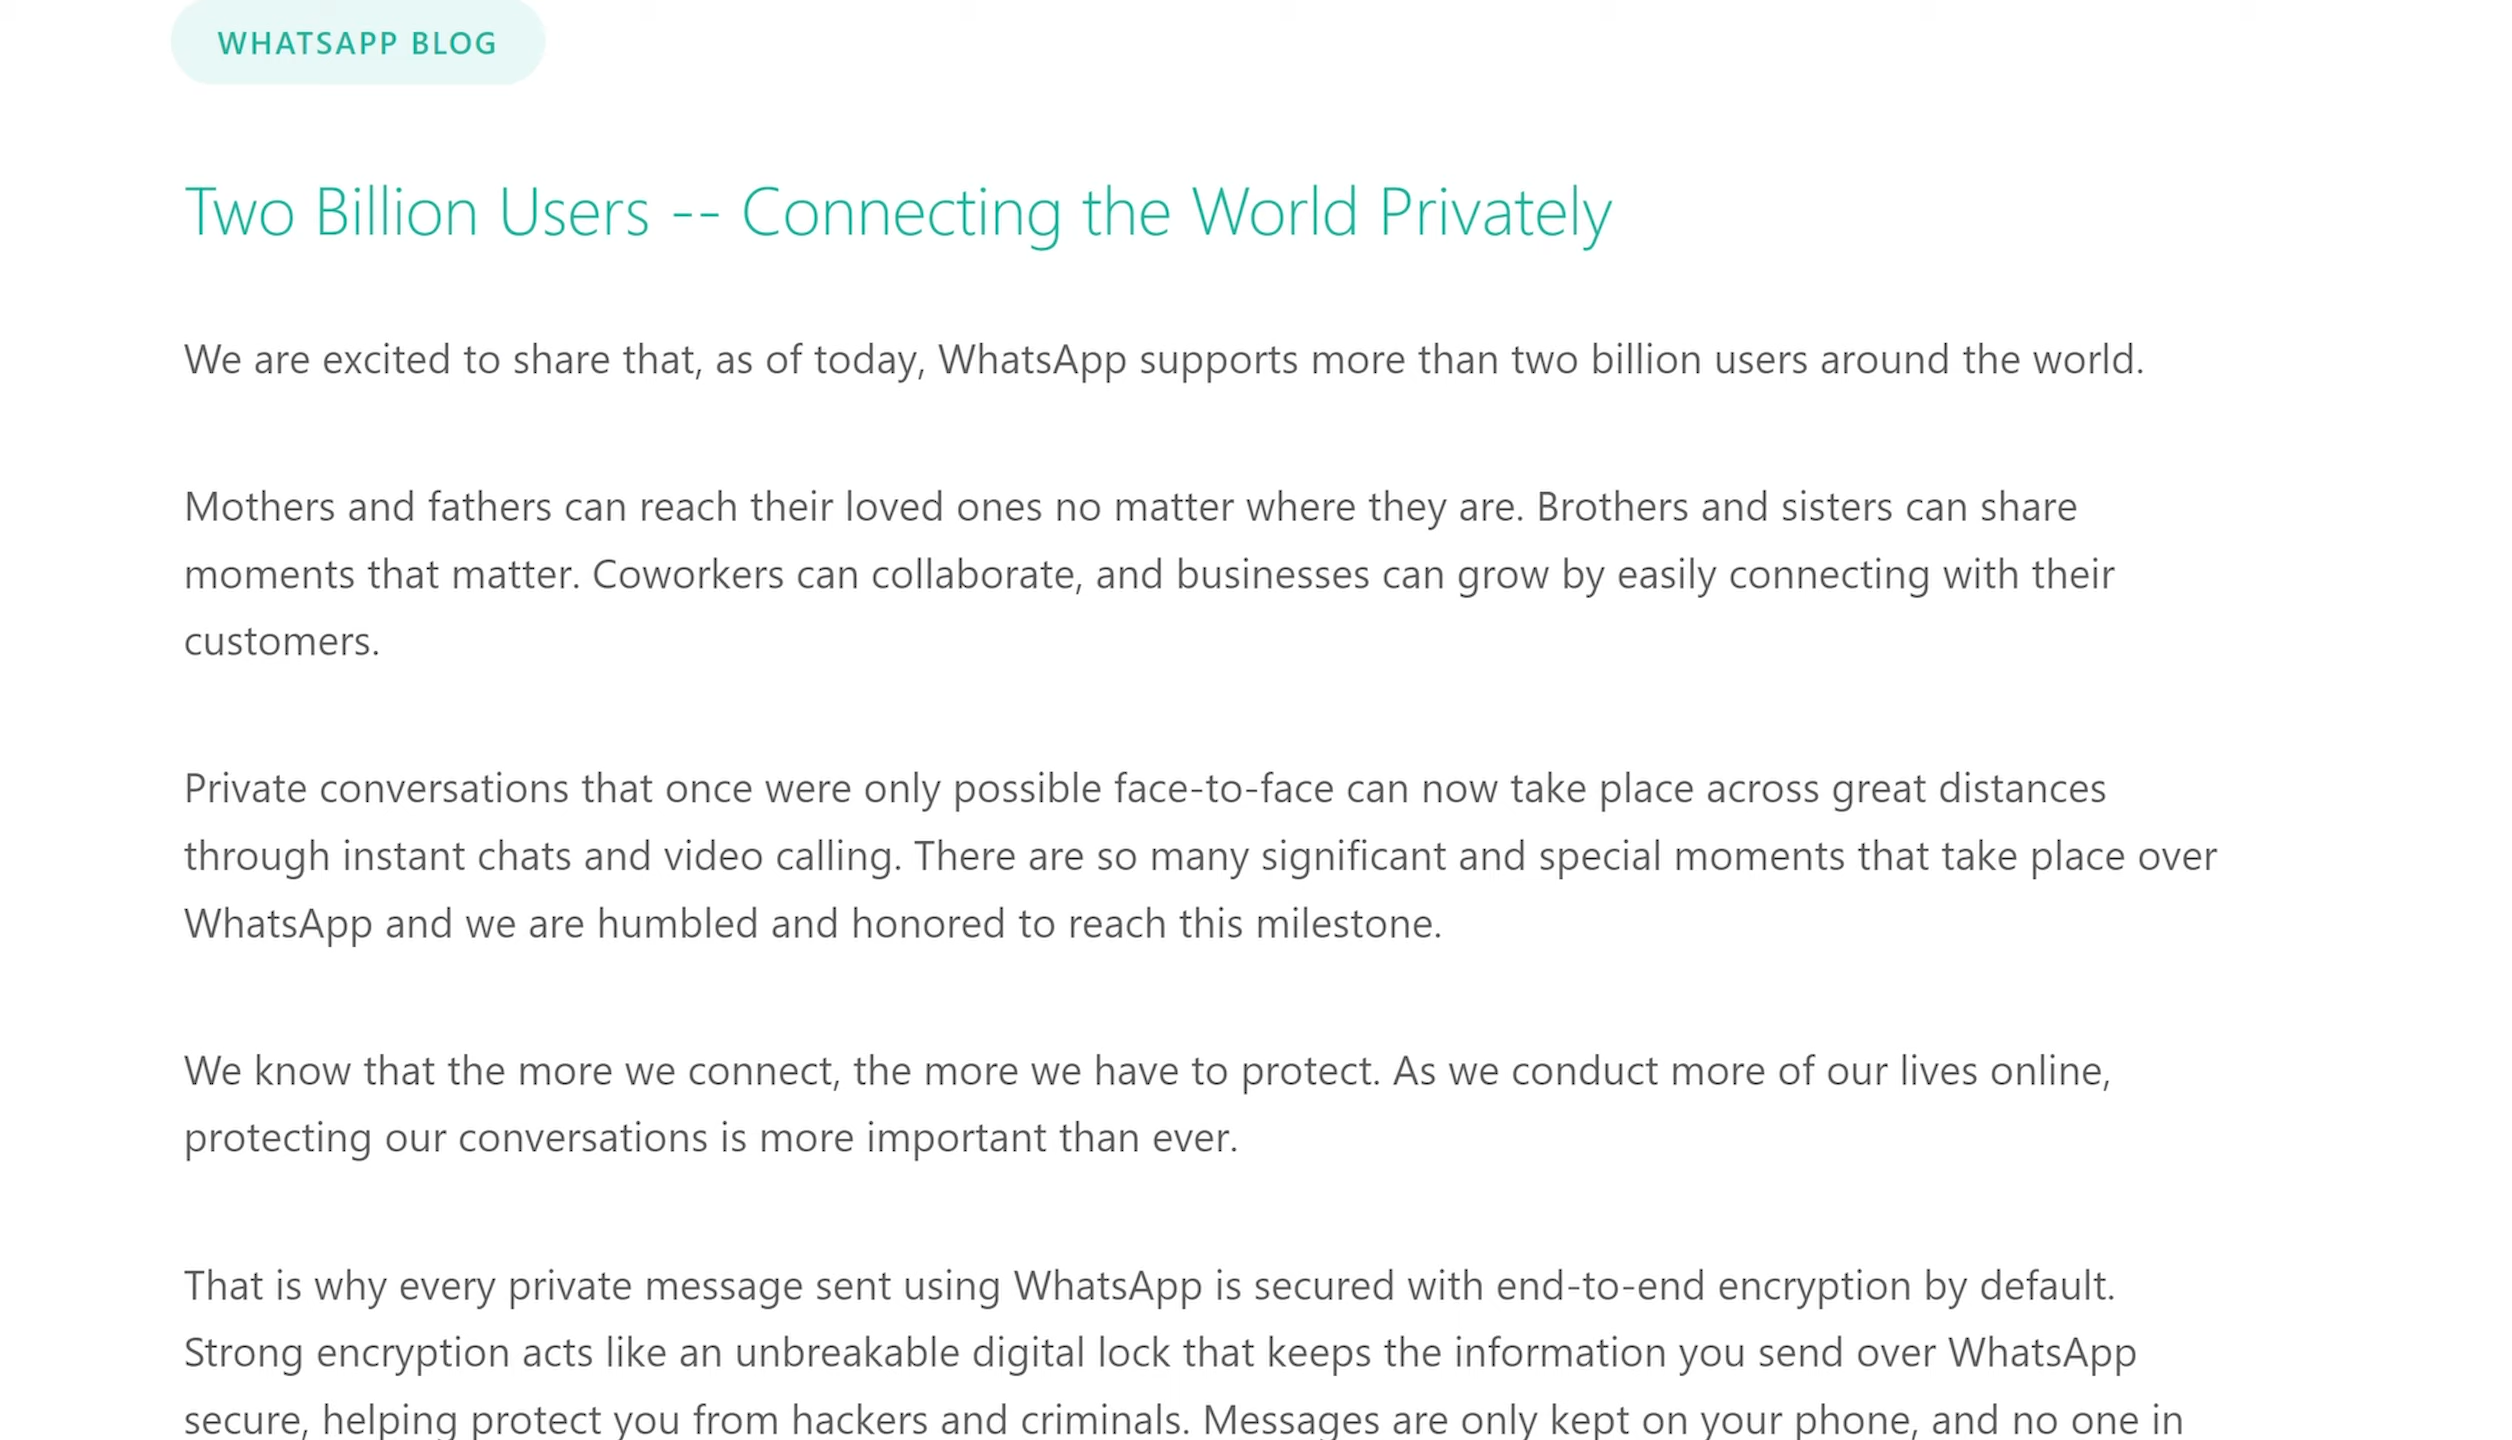 WHATSAPP BLOG
Two Billion Users -- Connecting the World Privately
We are excited to share that, as of today, WhatsApp supports more than two billion users around the world.
Mothers and fathers can reach their loved ones no matter where they are. Brothers and sisters can share
moments that matter. Coworkers can collaborate, and businesses can grow by easily connecting with their
customers.
Private conversations that once were only possible face-to-face can now take place across great distances
through instant chats and video calling. There are so many significant and special moments that take place over
WhatsApp and we are humbled and honored to reach this milestone.
We know that the more we connect, the more we have to protect. As we conduct more of our lives online,
protecting our conversations is more important than ever.
That is why every private message sent using WhatsApp is secured with end-to-end encryption by default.
Strong encryption acts like an unbreakable digital lock that keeps the information you send over WhatsApp
secure, helping protect you from hackers and criminals. Messages are only kept on your phone, and no one in